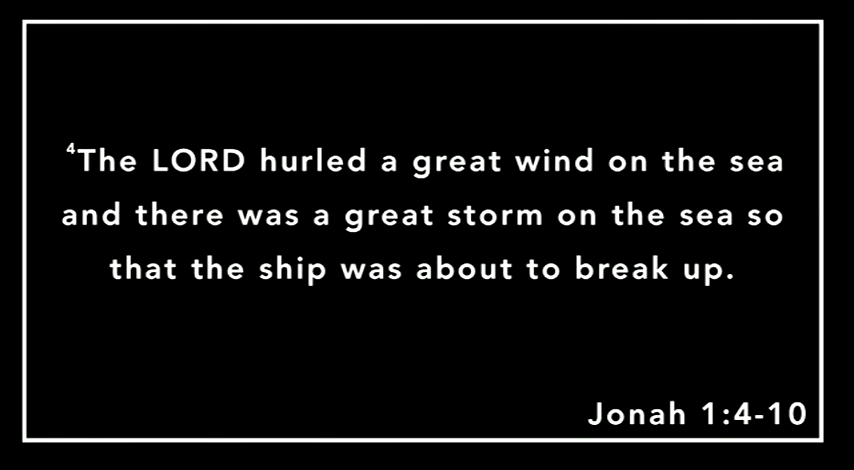 ⁴The LORD hurled a great wind on the sea
and there was a great storm on the sea so
that the ship was about to break up.
Jonah 1:4-10